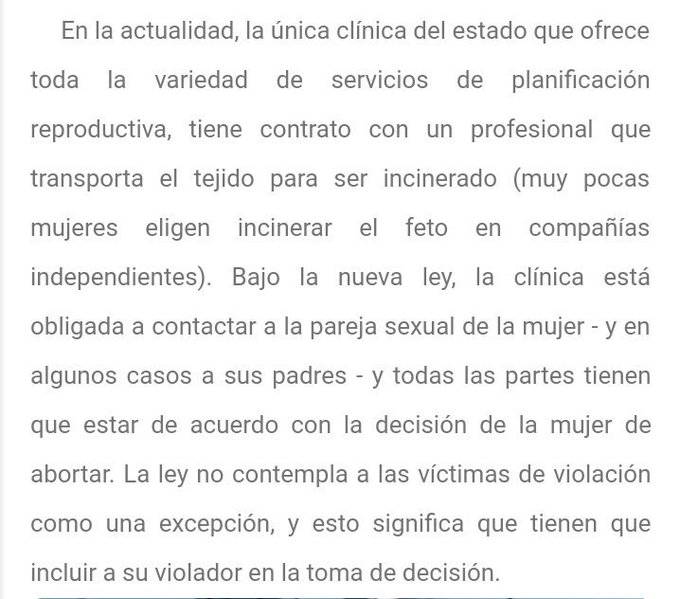 En la actualidad, la única clínica del estado que ofrece
toda la variedad de servicios de planificación
reproductiva, tiene contrato con un profesional que
transporta el tejido para ser incinerado (muy pocas
mujeres eligen incinerar el feto en compañías
independientes). Bajo la nueva ley, la clínica está
obligada a contactar a la pareja sexual de la mujer - y en
algunos casos a sus padres - y todas las partes tienen
que estar de acuerdo con la decisión de la mujer de
abortar. La ley no contempla a las víctimas de violación
como una excepción, y esto significa que tienen que
incluir a su violador en la toma de decisión.